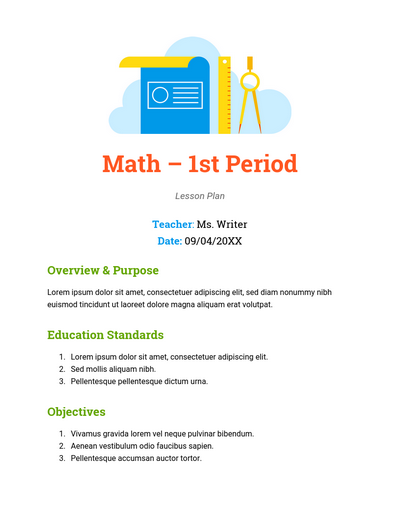 Math – 1st Period
Lesson Plan
Teacher: Ms. Writer
Date: 09/04/20XX
Overview & Purpose
Lorem ipsum dolor sit amet, consectetuer adipiscing elit, sed diam nonummy nibh
euismod tincidunt ut laoreet dolore magna aliquam erat volutpat.
Education Standards
1. Lorem ipsum dolor sit amet, consectetuer adipiscing elit.
2. Sed mollis aliquam nibh.
3. Pellentesque pellentesque dictum urna.
Objectives
1. Vivamus gravida lorem vel neque pulvinar bibendum.
2. Aenean vestibulum odio faucibus sapien.
3. Pellentesque accumsan auctor tortor.